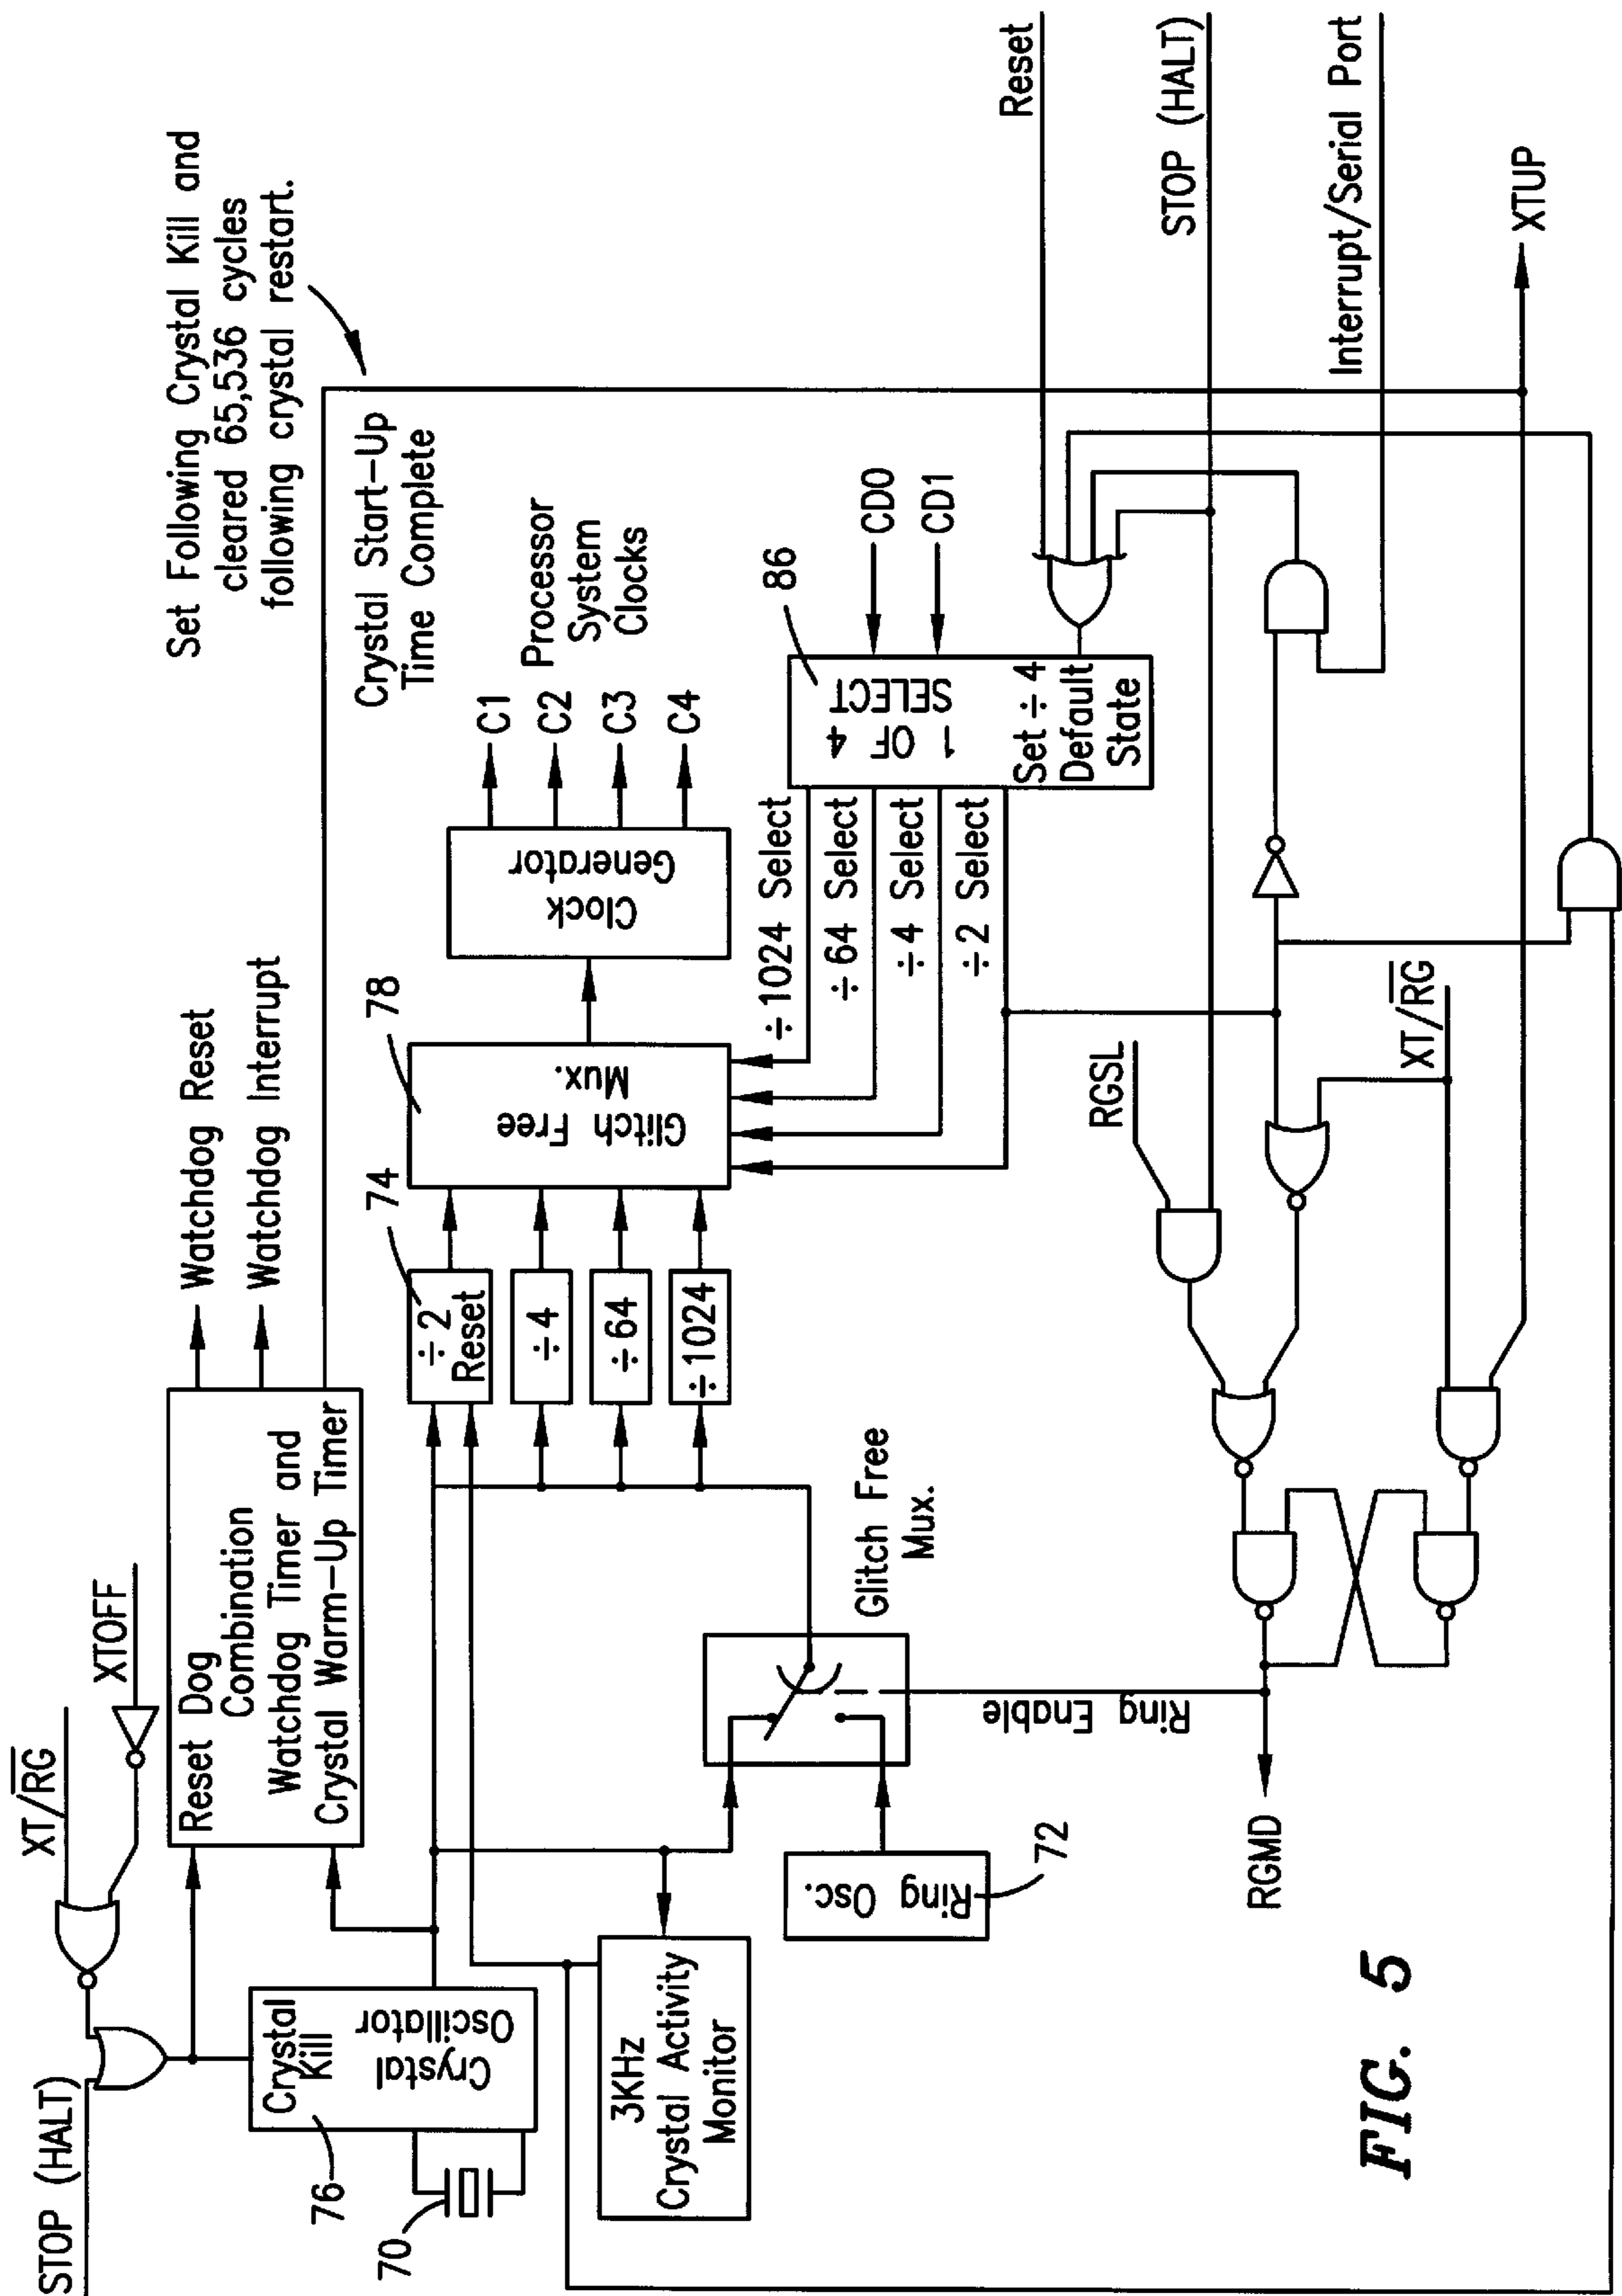 STOP (HALT)
XT/RG
XTOFF
76
Crystal
Kill
Crystal
Oscillator
70
Reset Dog
Combination
Watchdog Timer and
Crystal Warm-Up Timer
Watchdog Reset
Watchdog Interrupt
Set Following Crystal Kill and
cleared 65,536 cycles
following crystal restart.
Crystal Start-Up
Time Complete
3KHz
Crystal Activity
Monitor
Ring Osc.
72
Glitch Free
Mux.
Ring Enable
74
÷2
Reset
÷4
÷64
÷1024
78
Glitch Free
Mux.
Clock
Generator
C1
C2
C3
C4
Processor
System
Clocks
÷1024 Select
÷64 Select
÷4 Select
÷2 Select
86
1 OF 4
SELECT
Set ÷4
Default
State
CD0
CD1
Reset
STOP (HALT)
Interrupt/Serial Port
XTUP
RGSL
XT/RG
RGMD
FIG. 5